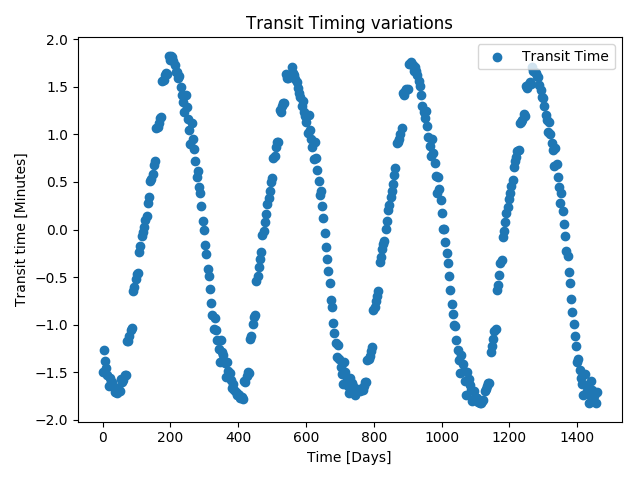 Transit Timing variations
Transit Time
Transit time [Minutes]
2.0
1.5
1.0
0.5
0.0
−0.5
−1.0
−1.5
−2.0
0 200 400 600 800 1000 1200 1400
Time [Days]